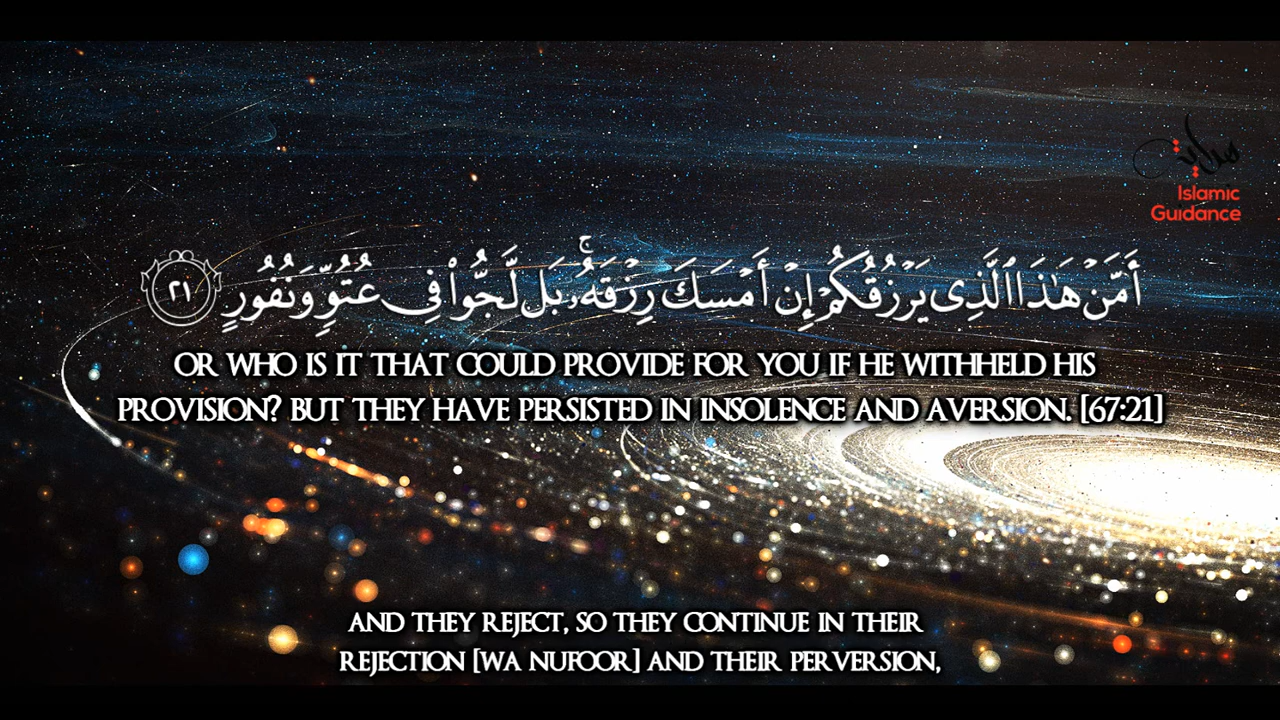 هداية
Islamic
Guidance
أَمَّنْ هَٰذَا ٱلَّذِى يَرْزُقُكُمْ إِنْ أَمْسَكَ رِزْقَهُۥ ۚ بَل لَّجُّوا۟ فِى عُتُوٍّ وَنُفُورٍ ٢١
OR WHO IS IT THAT COULD PROVIDE FOR YOU IF HE WITHHELD HIS
PROVISION? BUT THEY HAVE PERSISTED IN INSOLENCE AND AVERSION. [67:21]
AND THEY REJECT, SO THEY CONTINUE IN THEIR
REJECTION [WA NUFOOR] AND THEIR PERVERSION,